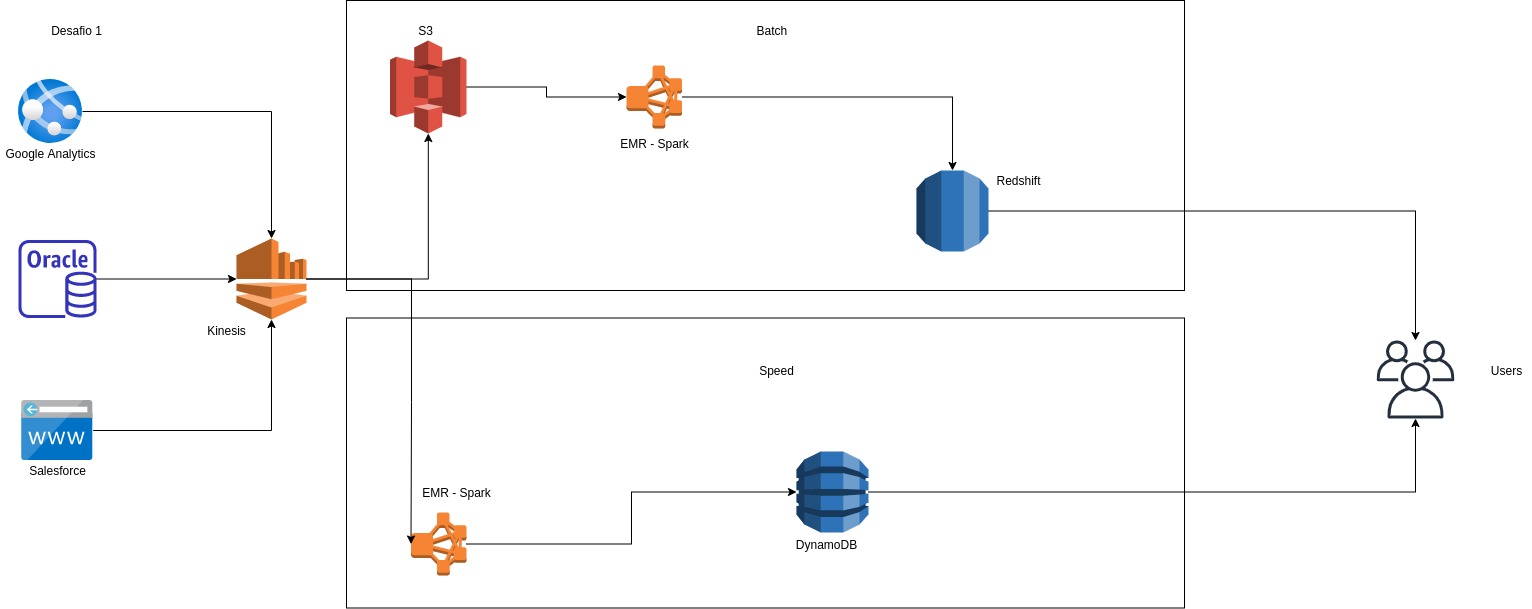 Desafio 1
S3
Batch
Google Analytics
EMR - Spark
Redshift
Oracle
Kinesis
Speed
Users
WWW
Salesforce
EMR - Spark
DynamoDB